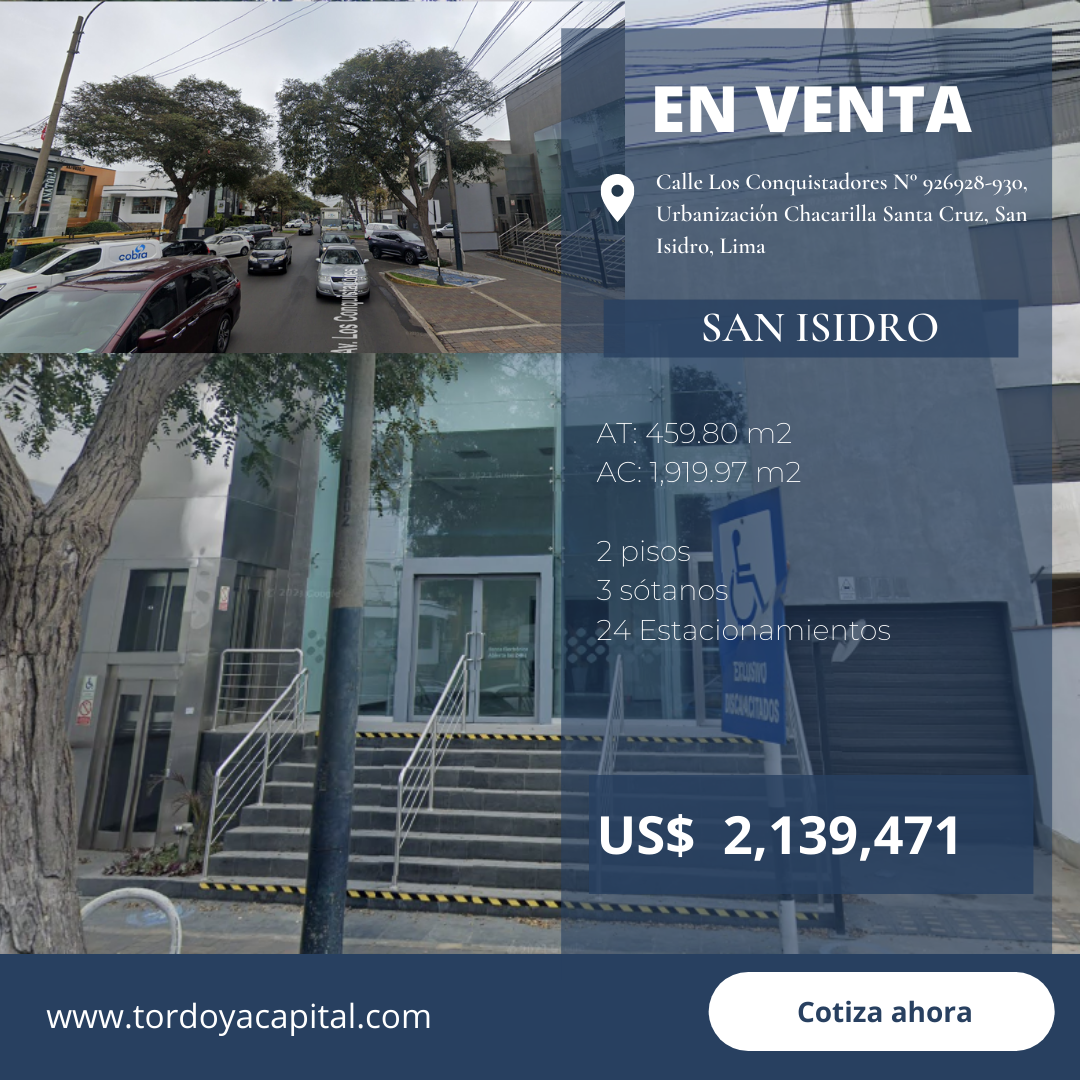 EN VENTA
Calle Los Conquistadores N° 926928-930,
Urbanización Chacarilla Santa Cruz, San
Isidro, Lima
cobra
Av. Los Conquistadores
SAN ISIDRO
AT: 459.80 m2
AC: 1,919.97 m2
2 pisos
3 sótanos
24 Estacionamientos
EXCLUSIVO
DISCAPACITADOS
US$ 2,139,471
www.tordoyacapital.com
Cotiza ahora